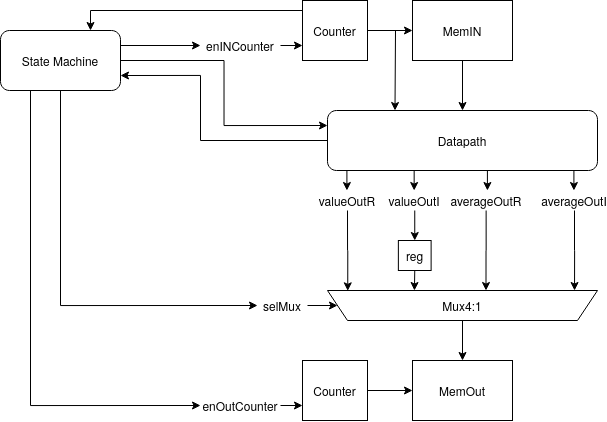 Counter
MemIN
enINCounter
State Machine
Datapath
valueOutR
valueOutI
averageOutR
averageOutI
reg
selMux
Mux4:1
Counter
MemOut
enOutCounter